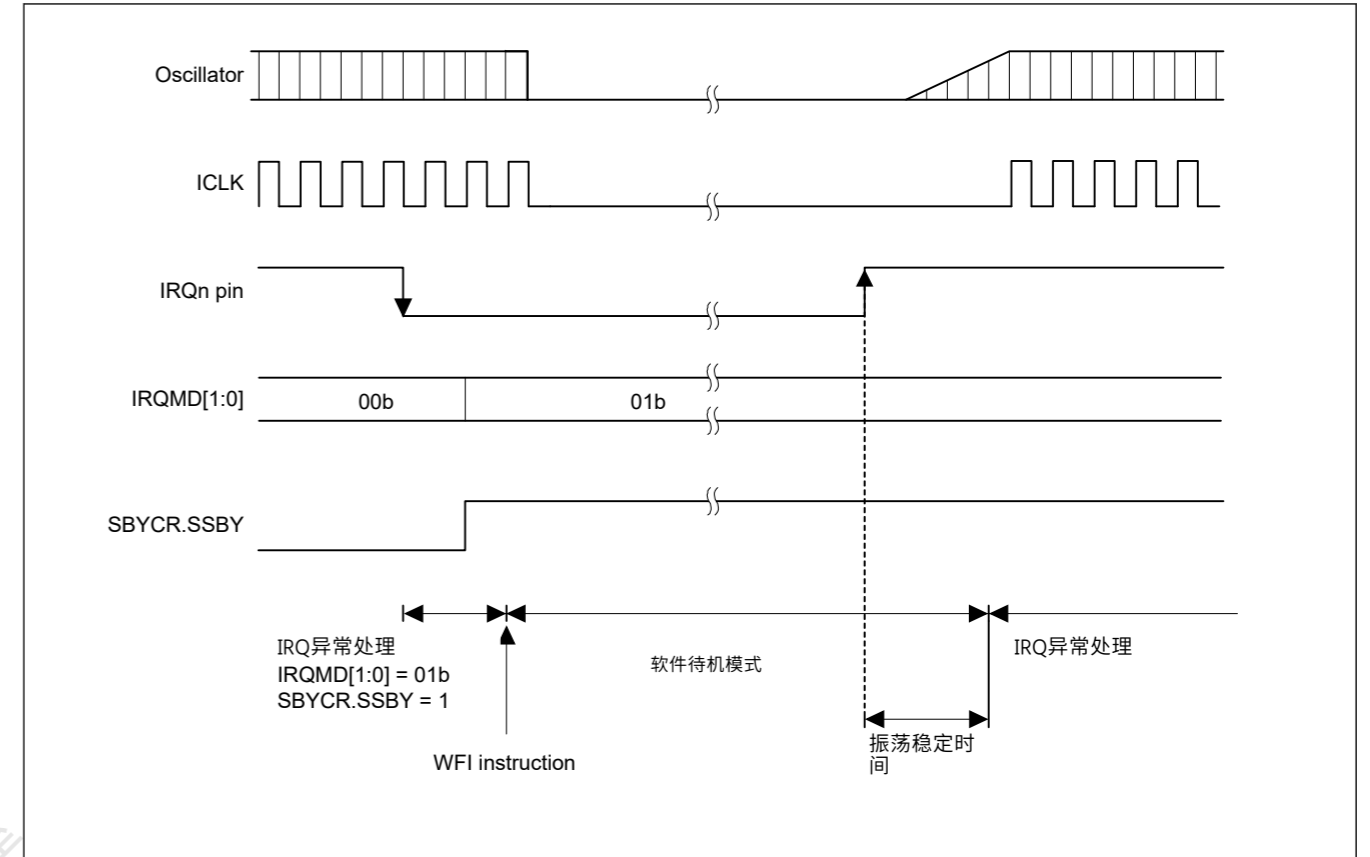 Oscillator
ICLK
IRQn pin
IRQMD[1:0]
00b
01b
SBYCR.SSBY
IRQ异常处理
IRQMD[1:0] = 01b
SBYCR.SSBY = 1
软件待机模式
IRQ异常处理
振荡稳定时
间
WFI instruction